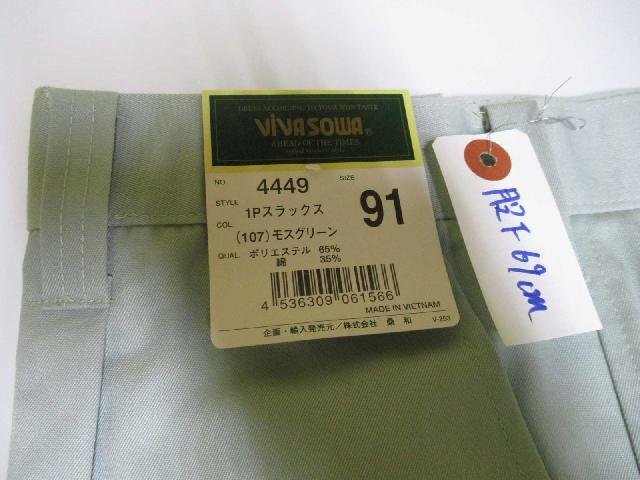 DRESS ACCORDING TO YOUR OWN TASTE
VIVA SOWA®
AHEAD OF THE TIMES
NO. 4449 SIZE
STYLE 1Pスラックス 91
COL. (107)モスグリーン
QUAL. ポリエステル 65%
綿 35%
4 536309 061566
MADE IN VIETNAM
企画・輸入発売元/株式会社 桑和 V-253
股下69cm